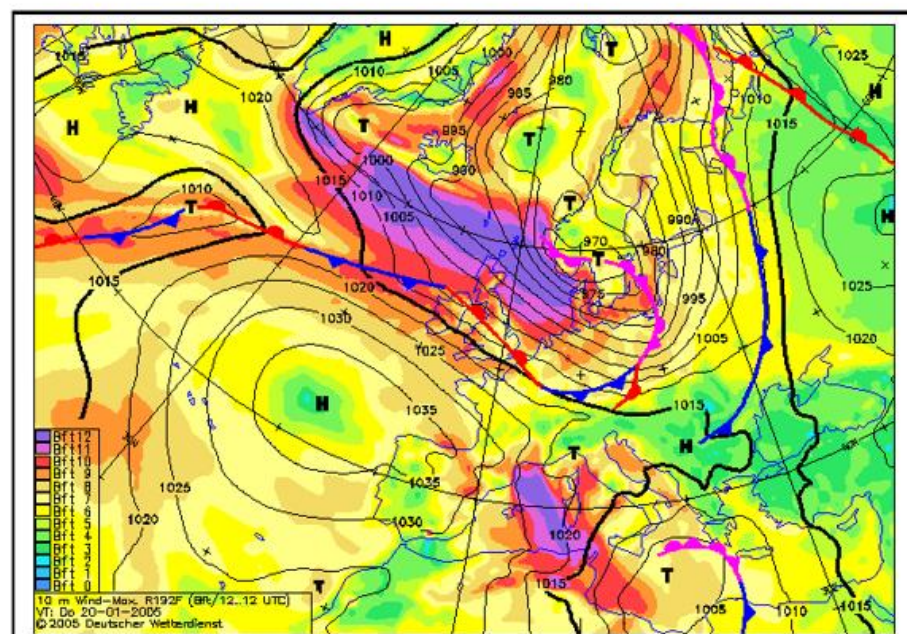 1015
H
T
1025
1000
1010
1005
980
H
H
1020
985
H
1010
H
T
995
T
1015
1000
980
1015
1010
T
T
1010
1005
990
H
970
T
980
1015
975
1025
1020
995
1030
1020
1025
1005
1035
1015
H
H
T
1035
Bft12
Bft11
Bft10
Bft 9
Bft 8
Bft 7
Bft 6
Bft 5
Bft 4
Bft 3
Bft 2
Bft 1
Bft 0
1020
1030
1020
T
1015
T
1005
1010
1015
10 m Wind-Max. R192F (Bft/12..12 UTC)
VT: Do 20-01-2005
© 2005 Deutscher Wetterdienst